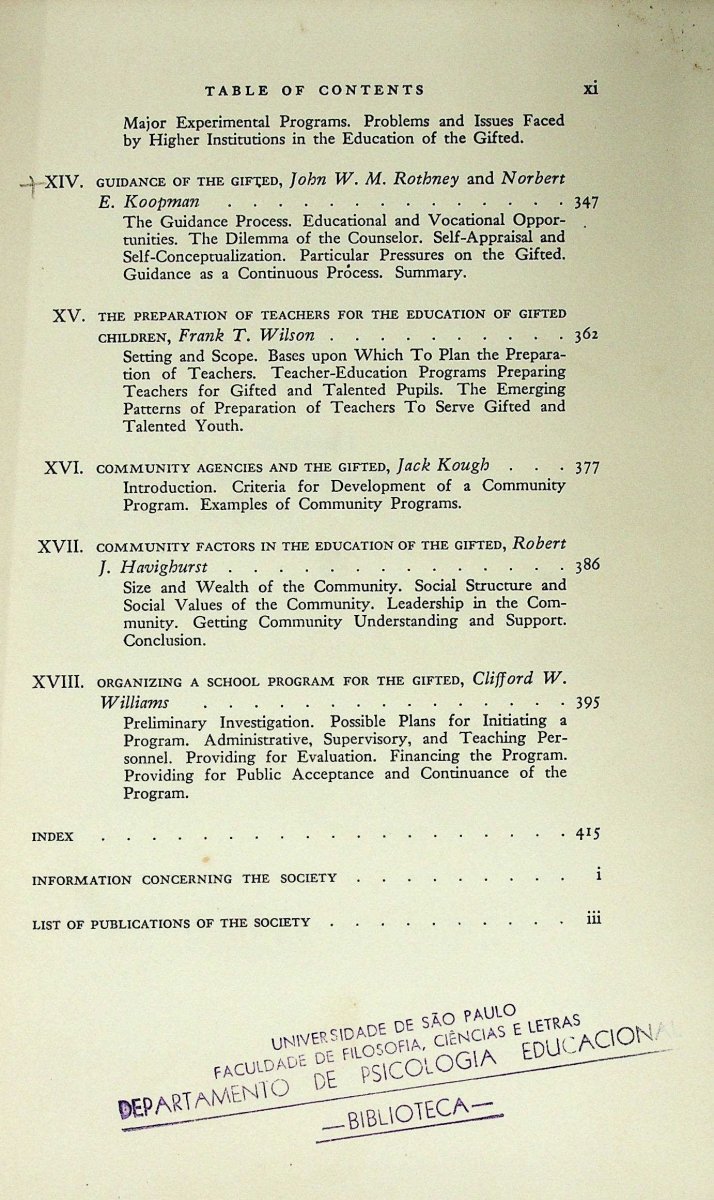 TABLE OF CONTENTS xi
Major Experimental Programs. Problems and Issues Faced
by Higher Institutions in the Education of the Gifted.
XIV. GUIDANCE OF THE GIFTED, John W. M. Rothney and Norbert
E. Koopman . . . . . . . . . . . . . . 347
The Guidance Process. Educational and Vocational Oppor-
tunities. The Dilemma of the Counselor. Self-Appraisal and
Self-Conceptualization. Particular Pressures on the Gifted.
Guidance as a Continuous Process. Summary.
XV. THE PREPARATION OF TEACHERS FOR THE EDUCATION OF GIFTED
CHILDREN, Frank T. Wilson . . . . . . . . . . 362
Setting and Scope. Bases upon Which To Plan the Prepara-
tion of Teachers. Teacher-Education Programs Preparing
Teachers for Gifted and Talented Pupils. The Emerging
Patterns of Preparation of Teachers To Serve Gifted and
Talented Youth.
XVI. COMMUNITY AGENCIES AND THE GIFTED, Jack Kough . . . 377
Introduction. Criteria for Development of a Community
Program. Examples of Community Programs.
XVII. COMMUNITY FACTORS IN THE EDUCATION OF THE GIFTED, Robert
J. Havighurst . . . . . . . . . . . . . . 386
Size and Wealth of the Community. Social Structure and
Social Values of the Community. Leadership in the Com-
munity. Getting Community Understanding and Support.
Conclusion.
XVIII. ORGANIZING A SCHOOL PROGRAM FOR THE GIFTED, Clifford W.
Williams . . . . . . . . . . . . . . . 395
Preliminary Investigation. Possible Plans for Initiating a
Program. Administrative, Supervisory, and Teaching Per-
sonnel. Providing for Evaluation. Financing the Program.
Providing for Public Acceptance and Continuance of the
Program.
INDEX . . . . . . . . . . . . . . . . . . . 415
INFORMATION CONCERNING THE SOCIETY . . . . . . . . . i
LIST OF PUBLICATIONS OF THE SOCIETY . . . . . . . . . . iii
UNIVERSIDADE DE SÃO PAULO
FACULDADE DE FILOSOFIA, CIÊNCIAS E LETRAS
DEPARTAMENTO DE PSICOLOGIA EDUCACIONAL
—BIBLIOTECA—